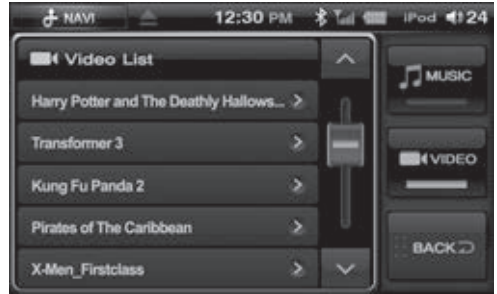 NAVI 12:30 PM iPod 24
Video List
Harry Potter and The Deathly Hallows...
Transformer 3
Kung Fu Panda 2
Pirates of The Caribbean
X-Men_Firstclass
MUSIC
VIDEO
BACK